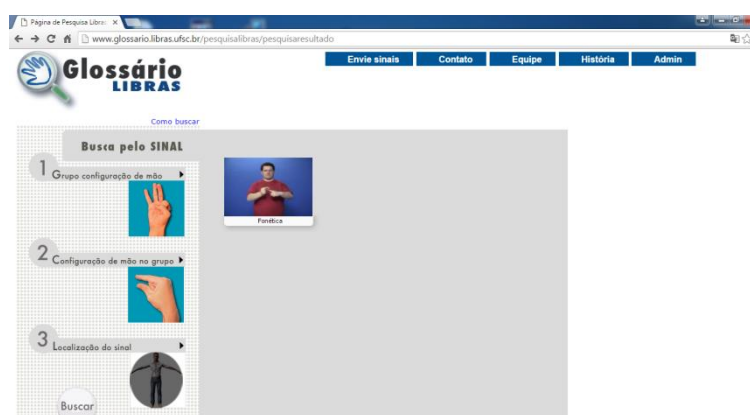 Página de Pesquisa Libras
www.glossario.libras.ufsc.br/pesquisalibras/pesquisaresultado
Envie sinais Contato Equipe História Admin
Glossário
LIBRAS
Como buscar
Busca pelo SINAL
1 Grupo configuração de mão
Fonética
2 Configuração de mão no grupo
3 Localização do sinal
Buscar